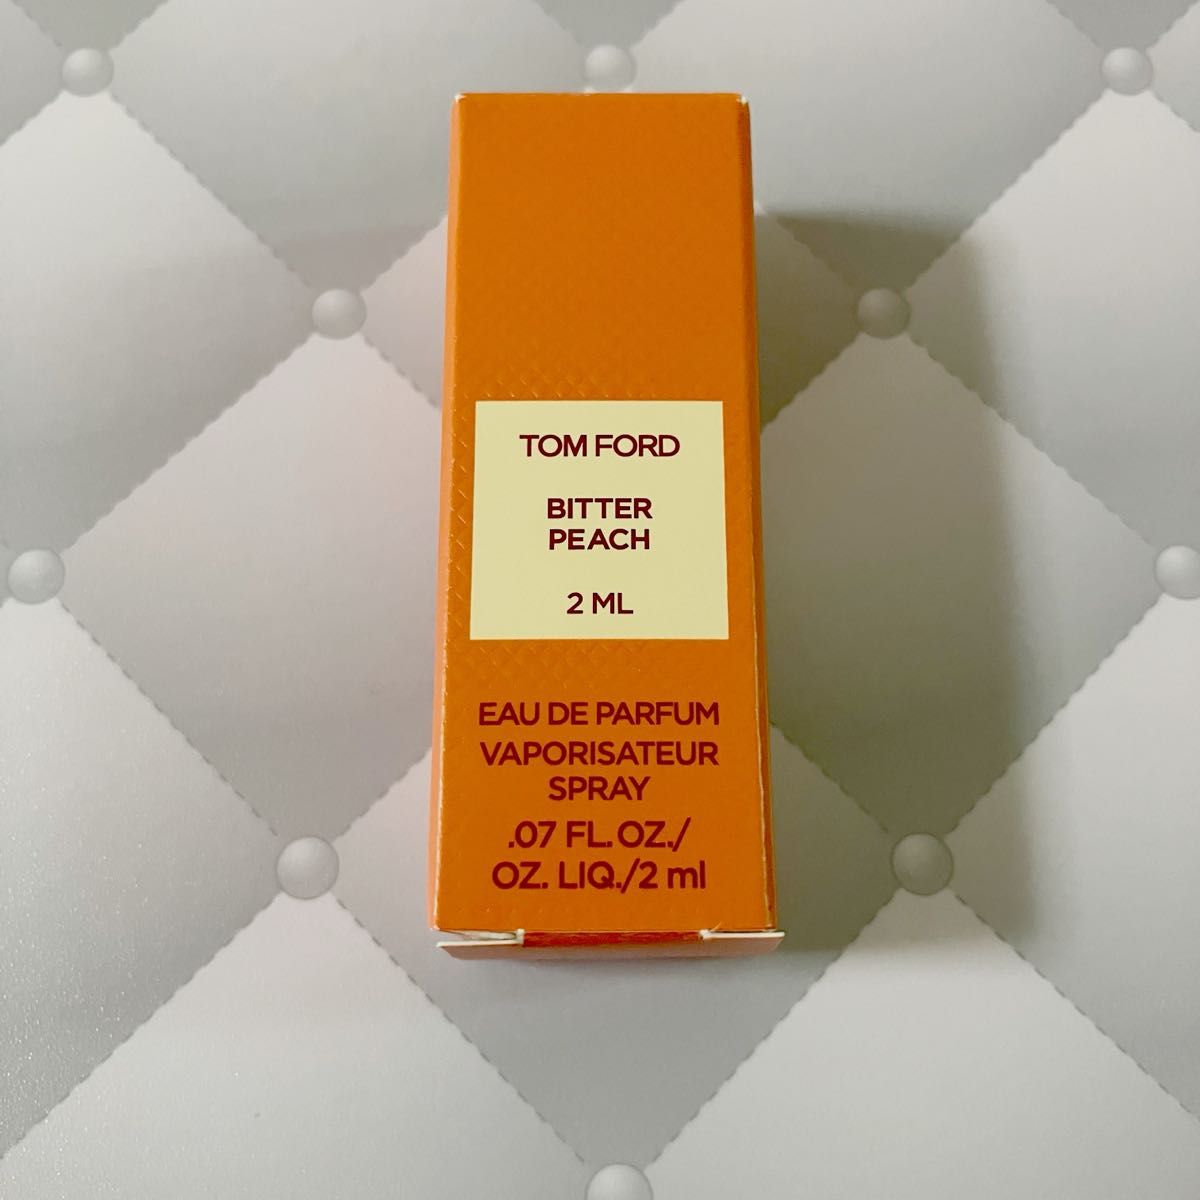 TOM FORD
BITTER
PEACH
2 ML
EAU DE PARFUM
VAPORISATEUR
SPRAY
.07 FL. OZ./
OZ. LIQ./2 ml